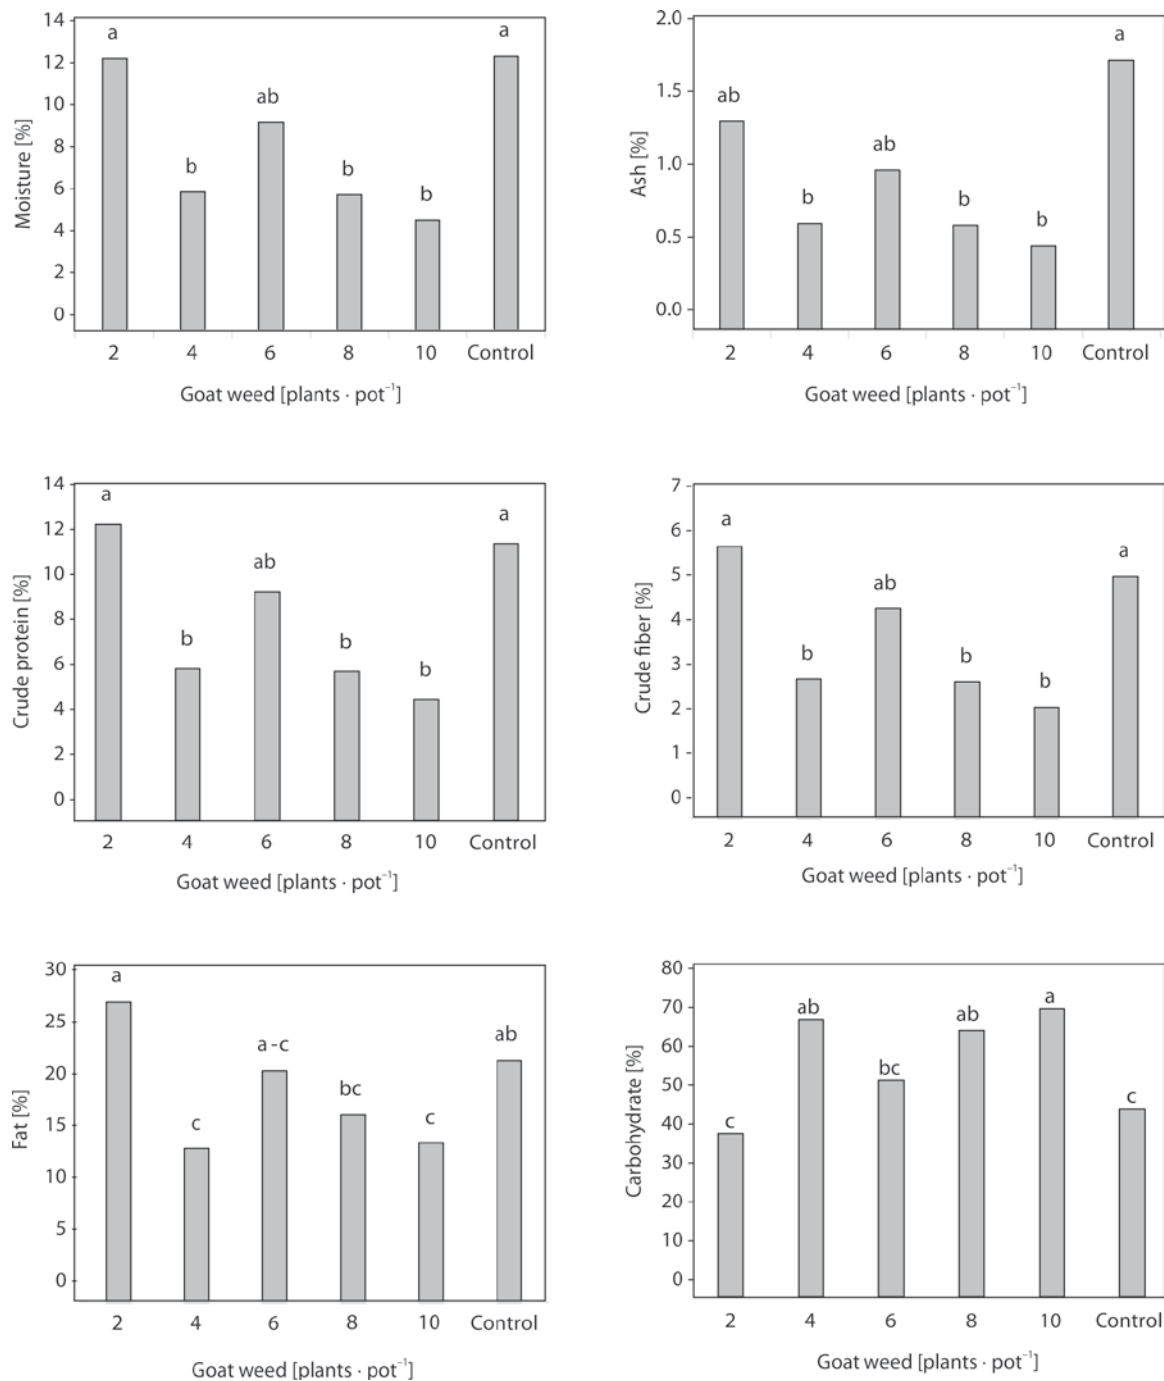 14
12
10
8
6
4
2
0
Moisture [%]
a
b
ab
b
b
a
2 4 6 8 10 Control
Goat weed [plants · pot⁻¹]
2.0
1.5
1.0
0.5
0.0
Ash [%]
ab
b
ab
b
b
a
2 4 6 8 10 Control
Goat weed [plants · pot⁻¹]
14
12
10
8
6
4
2
0
Crude protein [%]
a
b
ab
b
b
a
2 4 6 8 10 Control
Goat weed [plants · pot⁻¹]
7
6
5
4
3
2
1
0
Crude fiber [%]
a
b
ab
b
b
a
2 4 6 8 10 Control
Goat weed [plants · pot⁻¹]
30
25
20
15
10
5
0
Fat [%]
a
c
a-c
bc
c
ab
2 4 6 8 10 Control
Goat weed [plants · pot⁻¹]
80
70
60
50
40
30
20
10
0
Carbohydrate [%]
c
ab
bc
ab
a
c
2 4 6 8 10 Control
Goat weed [plants · pot⁻¹]